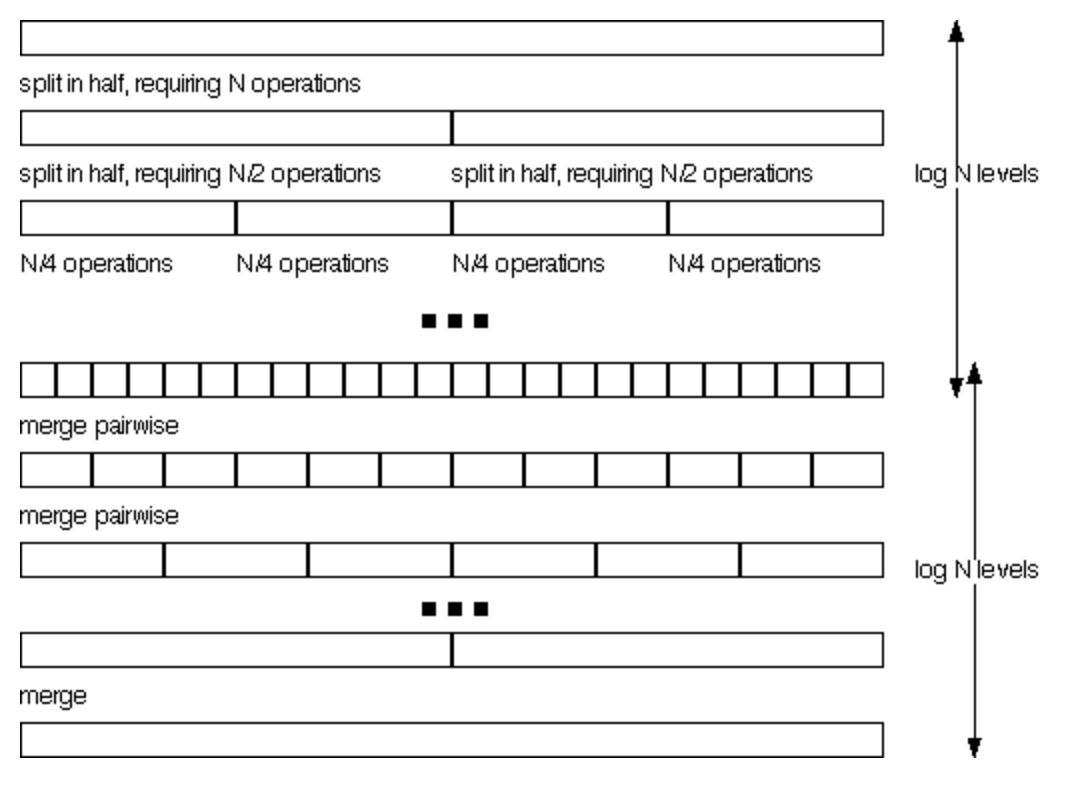 split in half, requiring N operations
split in half, requiring N/2 operations split in half, requiring N/2 operations
log N levels
N/4 operations N/4 operations N/4 operations N/4 operations
merge pairwise
merge pairwise
log N levels
merge